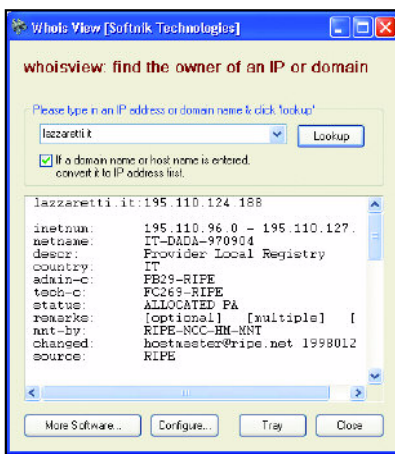 Whois View [Softnik Technologies]
whoisview: find the owner of an IP or domain
Please type in an IP address or domain name & click 'lookup'
lazzaretti.it
Lookup
If a domain name or host name is entered,
convert it to IP address first.
lazzaretti.it:195.110.124.188
inetnum: 195.110.96.0 - 195.110.127.
netname: IT-DADA-970904
descr: Provider Local Registry
country: IT
admin-c: PB29-RIPE
tech-c: FC269-RIPE
status: ALLOCATED PA
remarks: [optional] [multiple] [
mnt-by: RIPE-NCC-HM-MNT
changed: hostmaster@ripe.net 1998012
source: RIPE
More Software...
Configure...
Tray
Close